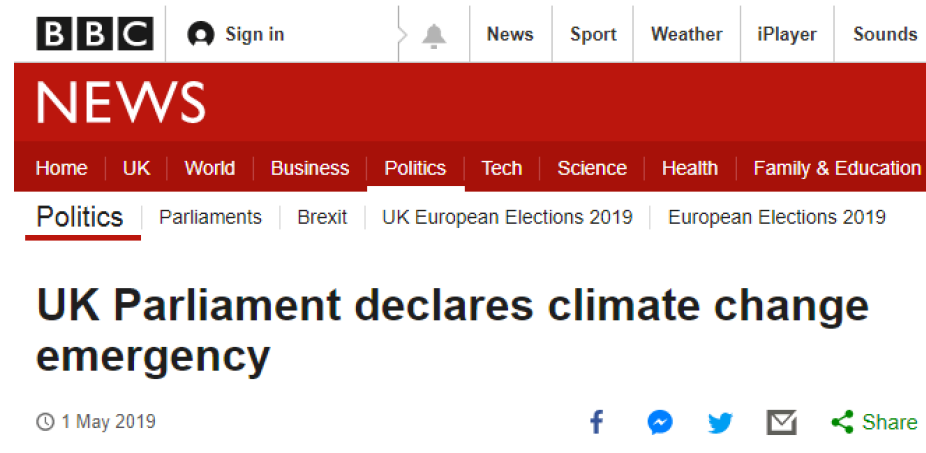 BBC Sign in News Sport Weather iPlayer Sounds
NEWS
Home UK World Business Politics Tech Science Health Family & Education
Politics Parliaments Brexit UK European Elections 2019 European Elections 2019
UK Parliament declares climate change
emergency
1 May 2019 Share